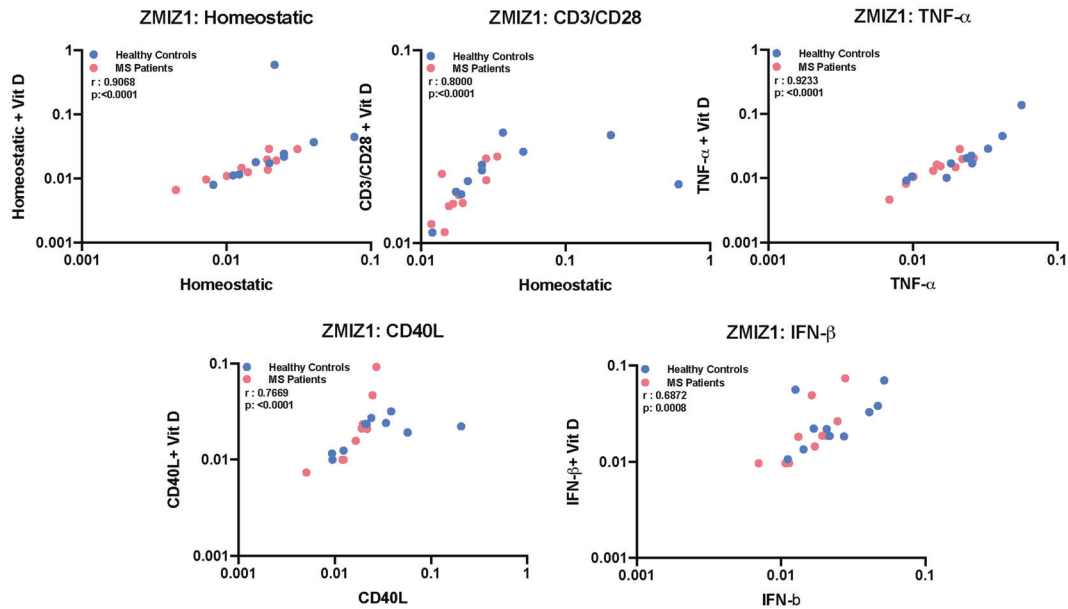 ZMIZ1: Homeostatic
Homeostatic + Vit D
1
0.1
0.01
0.001
Healthy Controls
MS Patients
r : 0.9068
p:<0.0001
0.001
0.01
0.1
Homeostatic
ZMIZ1: CD3/CD28
CD3/CD28 + Vit D
0.1
0.01
Healthy Controls
MS Patients
r : 0.8000
p:<0.0001
0.01
0.1
1
Homeostatic
ZMIZ1: TNF-α
TNF-α + Vit D
1
0.1
0.01
0.001
Healthy Controls
MS Patients
r : 0.9233
p:<0.0001
0.001
0.01
0.1
TNF-α
ZMIZ1: CD40L
CD40L+ Vit D
0.1
0.01
0.001
Healthy Controls
MS Patients
r : 0.7669
p: <0.0001
0.001
0.01
0.1
1
CD40L
ZMIZ1: IFN-β
IFN-β+ Vit D
0.1
0.01
0.001
Healthy Controls
MS Patients
r : 0.6872
p: 0.0008
0.001
0.01
0.1
IFN-b